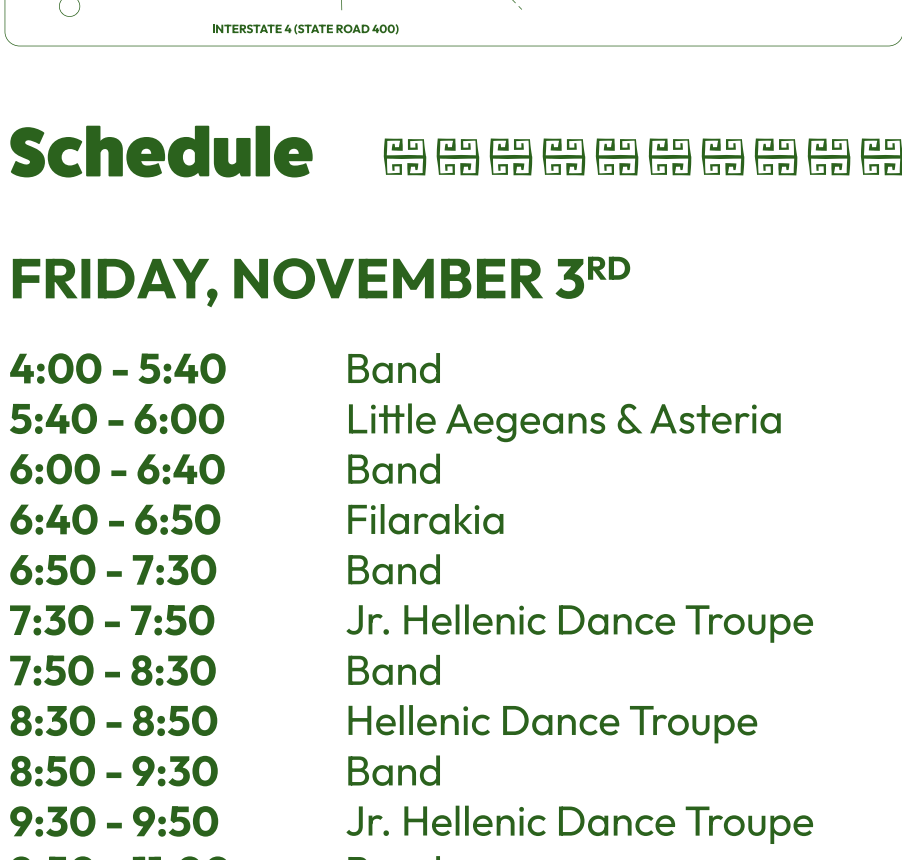 INTERSTATE 4 (STATE ROAD 400)
Schedule
FRIDAY, NOVEMBER 3RD
4:00 - 5:40 Band
5:40 - 6:00 Little Aegeans & Asteria
6:00 - 6:40 Band
6:40 - 6:50 Filarakia
6:50 - 7:30 Band
7:30 - 7:50 Jr. Hellenic Dance Troupe
7:50 - 8:30 Band
8:30 - 8:50 Hellenic Dance Troupe
8:50 - 9:30 Band
9:30 - 9:50 Jr. Hellenic Dance Troupe